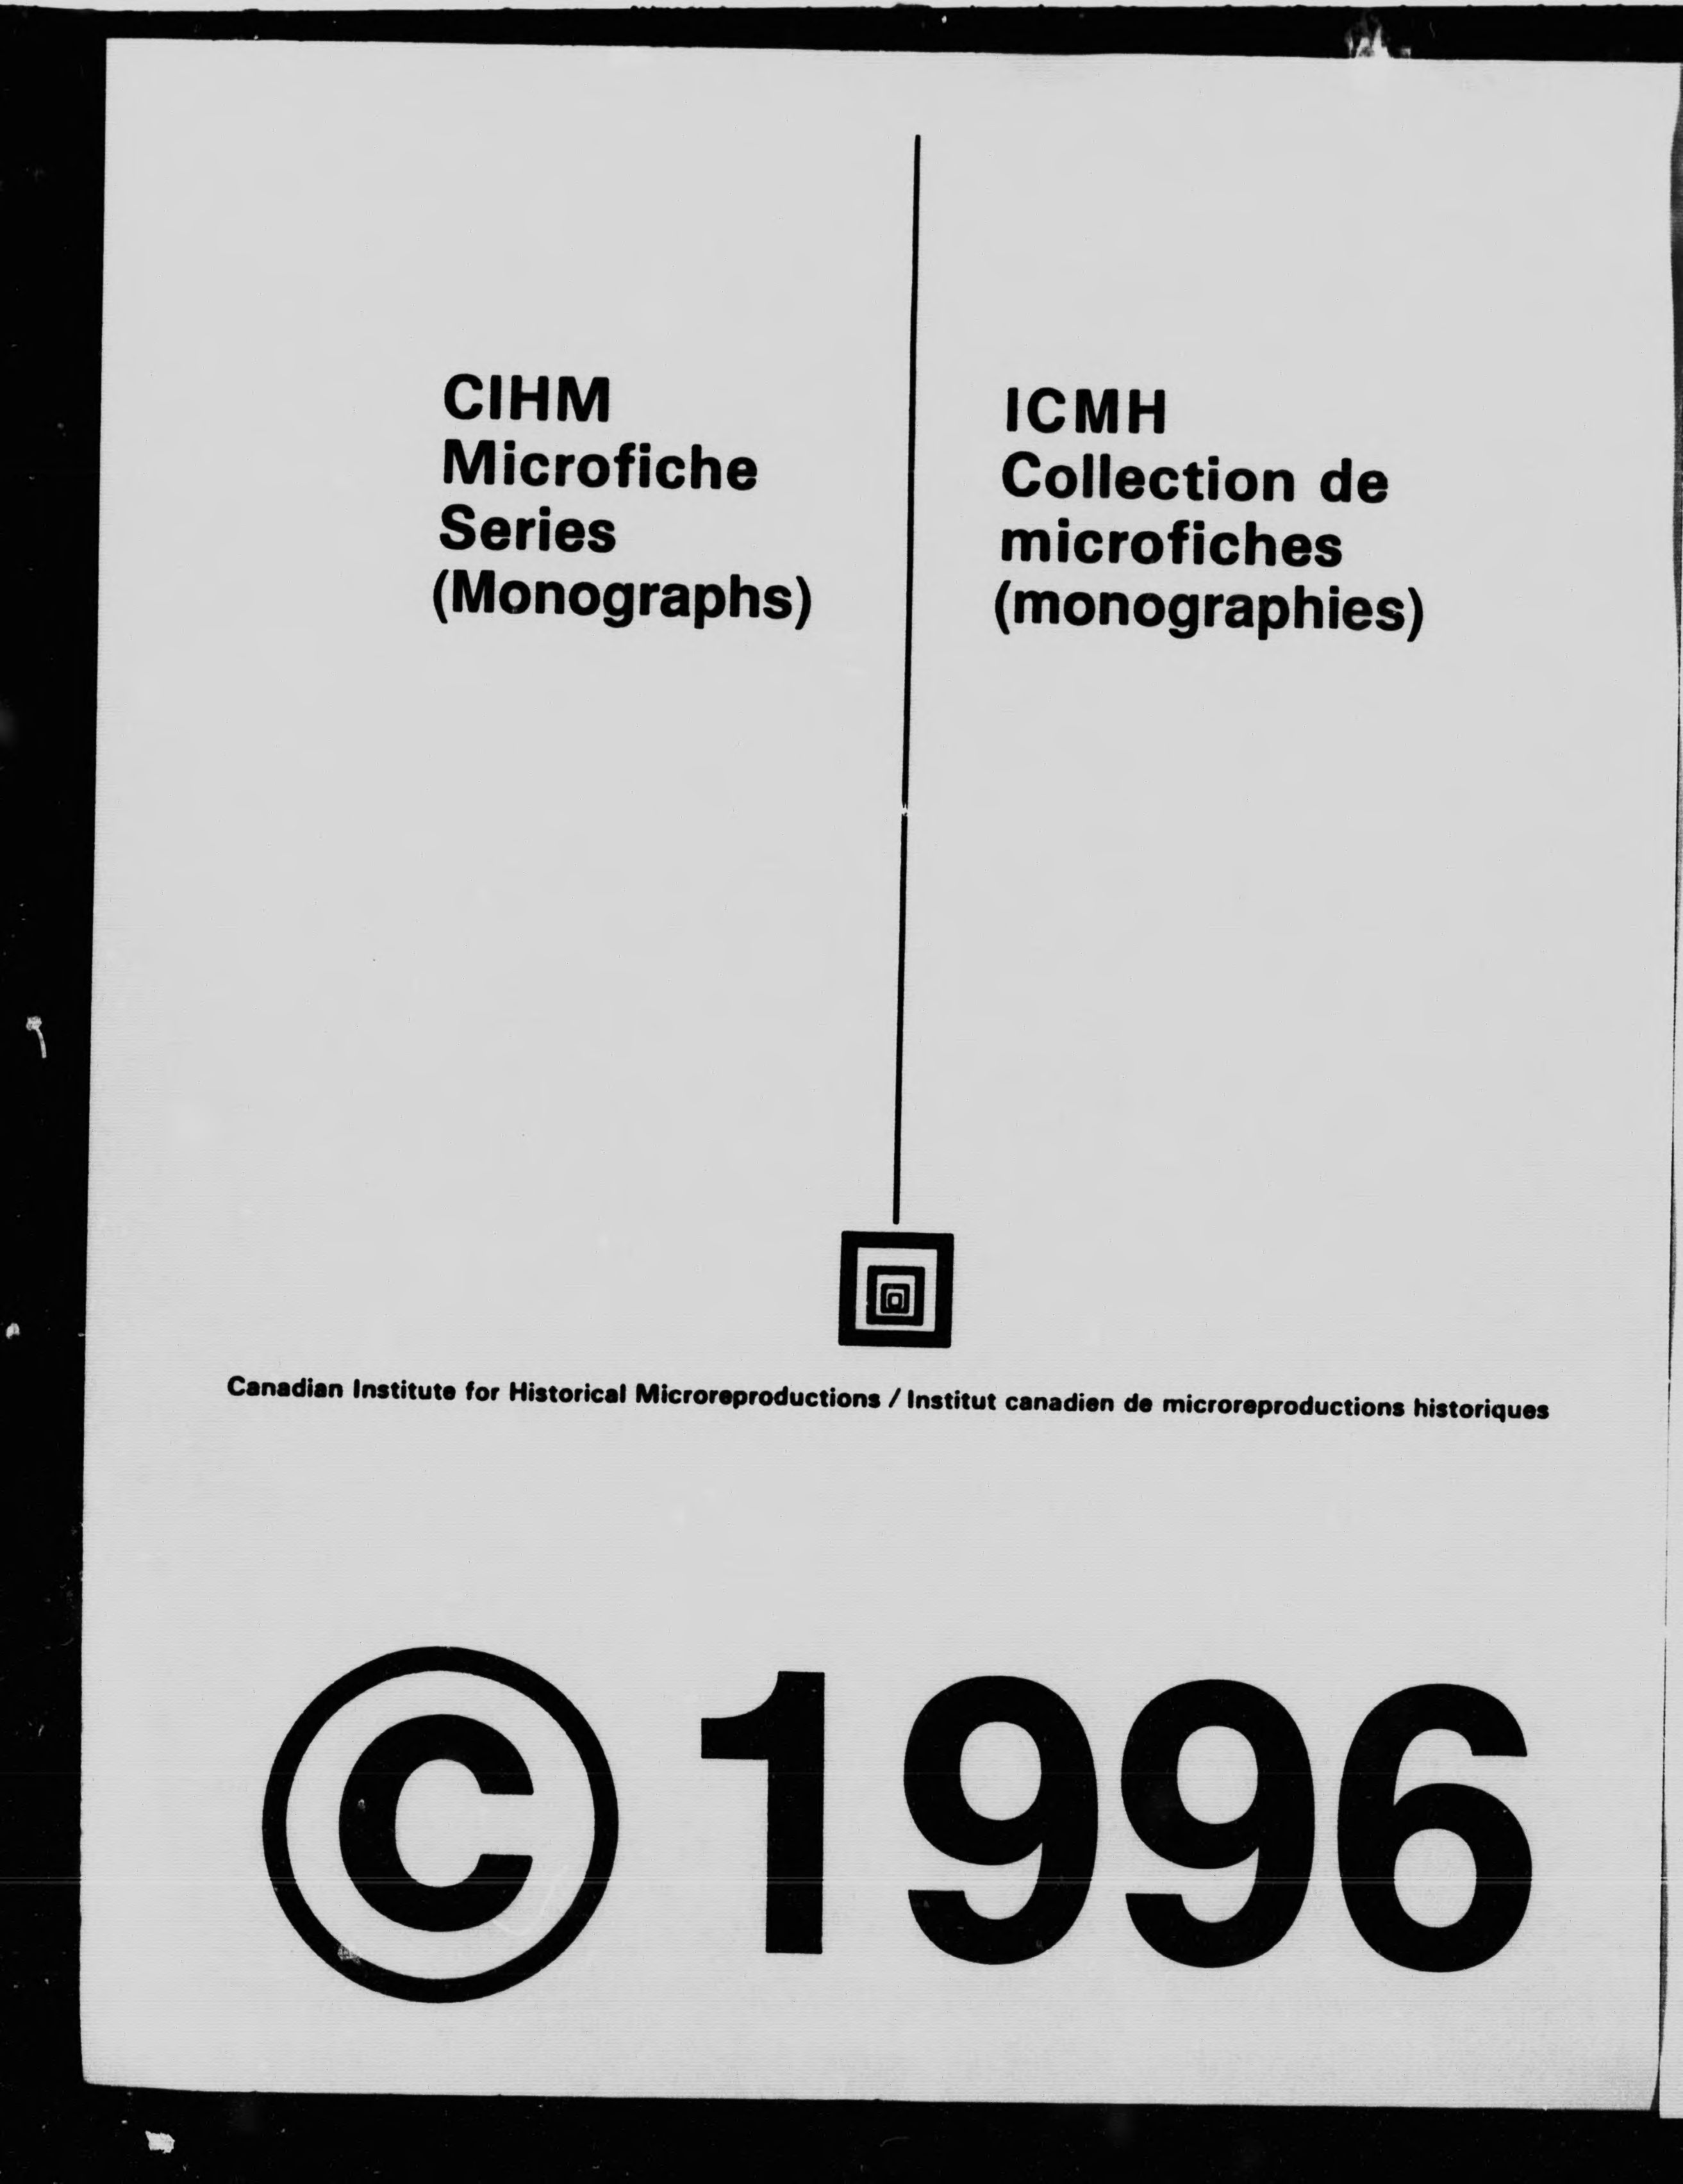 CIHM
Microfiche
Series
(Monographs)
ICMH
Collection de
microfiches
(monographies)
Canadian Institute for Historical Microreproductions / Institut canadien de microreproductions historiques
© 1996